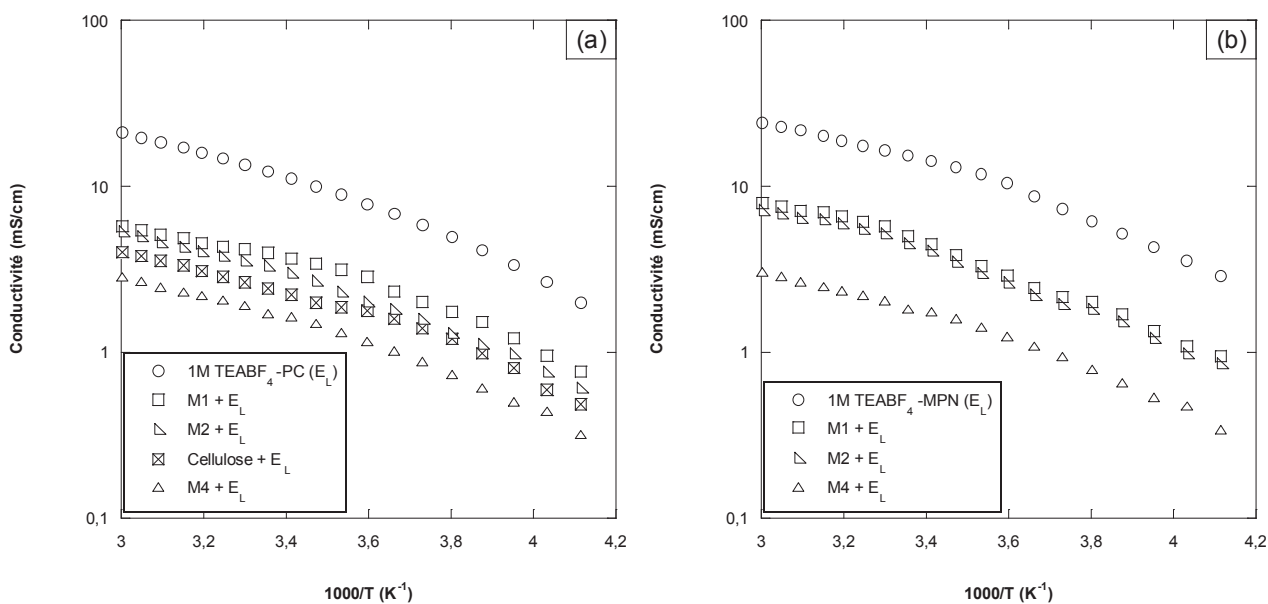 (a)
100
10
1
0,1
3 3,2 3,4 3,6 3,8 4 4,2
Conductivité (mS/cm)
1000/T (K-1)
1M TEABF4-PC (EL)
M1 + EL
M2 + EL
Cellulose + EL
M4 + EL
(b)
100
10
1
0,1
3 3,2 3,4 3,6 3,8 4 4,2
Conductivité (mS/cm)
1000/T (K-1)
1M TEABF4-MPN (EL)
M1 + EL
M2 + EL
M4 + EL